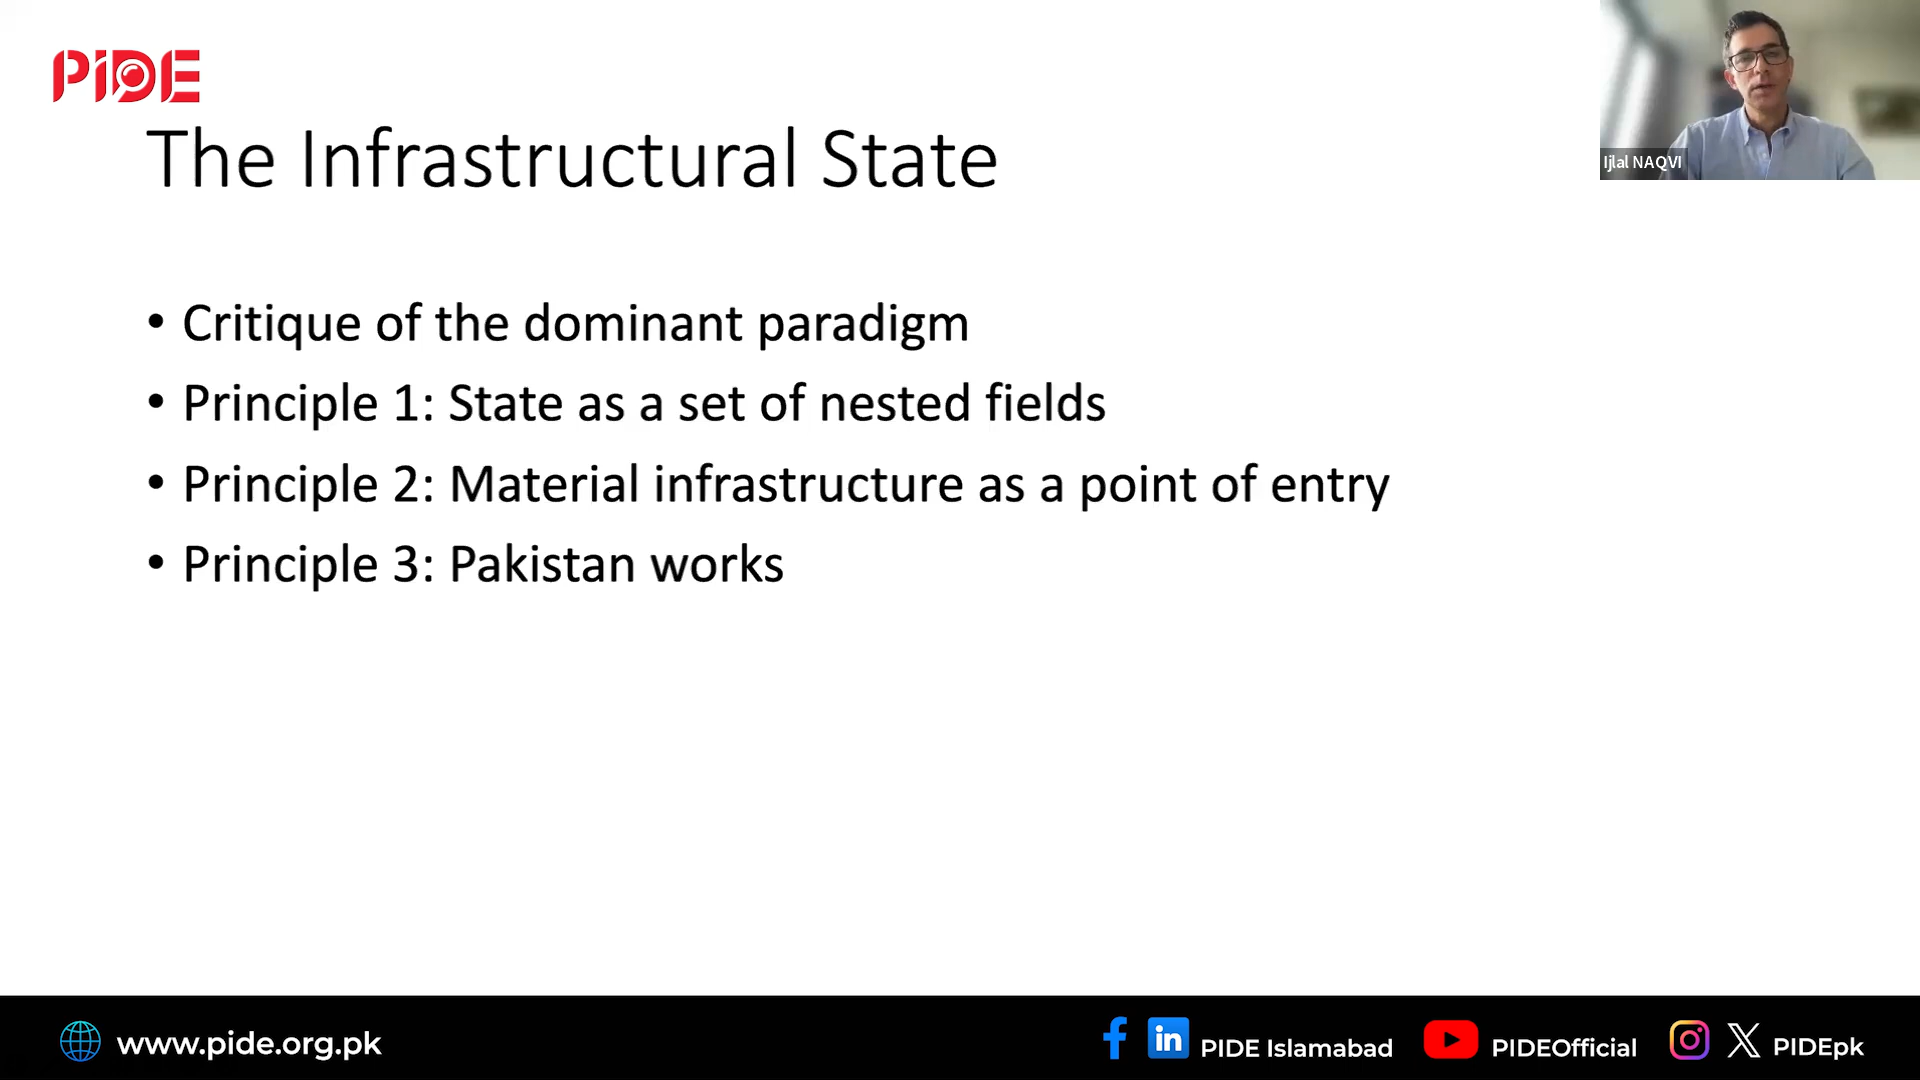 PiDE
Ijlal NAQVI
The Infrastructural State
• Critique of the dominant paradigm
• Principle 1: State as a set of nested fields
• Principle 2: Material infrastructure as a point of entry
• Principle 3: Pakistan works
www.pide.org.pk
PIDE Islamabad
PIDEOfficial
PIDEpk